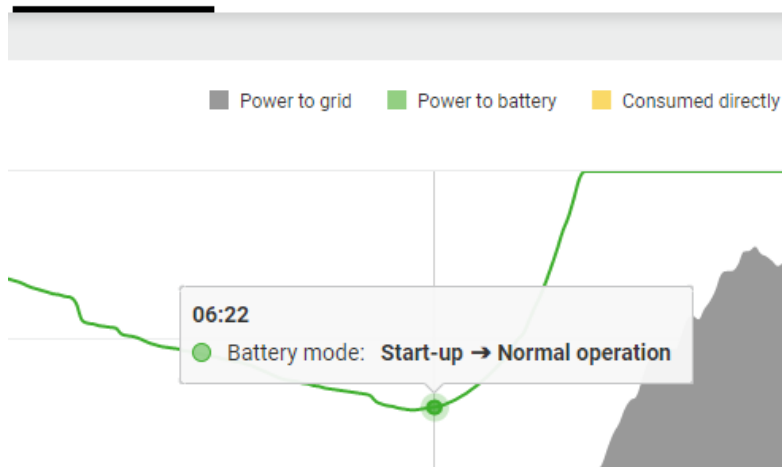 Power to grid Power to battery Consumed directly
06:22
Battery mode: Start-up ➔ Normal operation